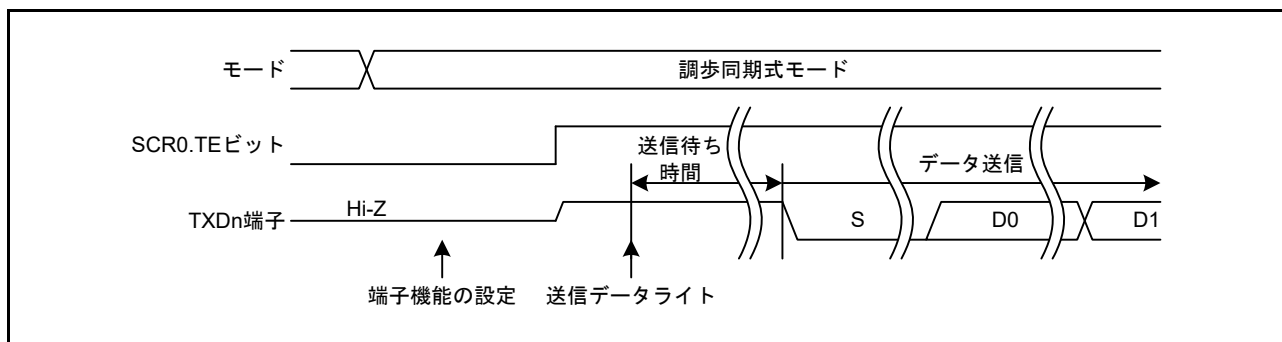 モード
調歩同期式モード
SCR0.TEビット
送信待ち
時間
データ送信
TXDn端子
Hi-Z
S
D0
D1
端子機能の設定
送信データライト